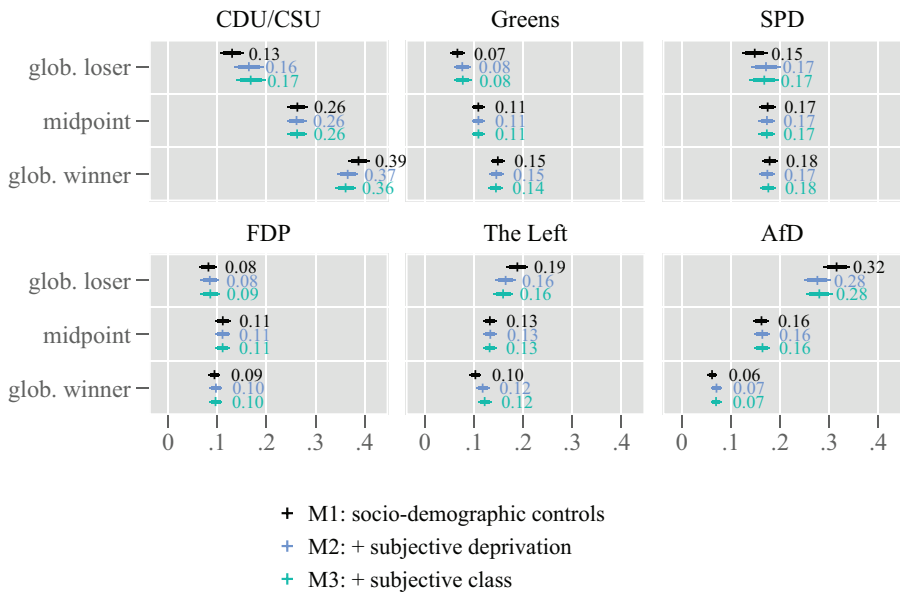 CDU/CSU Greens SPD
glob. loser 0.13 0.07 0.15
0.16 0.08 0.17
0.17 0.08 0.17
midpoint 0.26 0.11 0.17
0.26 0.11 0.17
0.26 0.11 0.17
glob. winner 0.39 0.15 0.18
0.37 0.15 0.17
0.36 0.14 0.18
FDP The Left AfD
glob. loser 0.08 0.19 0.32
0.08 0.16 0.28
0.09 0.16 0.28
midpoint 0.11 0.13 0.16
0.11 0.13 0.16
0.11 0.13 0.16
glob. winner 0.09 0.10 0.06
0.10 0.12 0.07
0.10 0.12 0.07
0 .1 .2 .3 .4 0 .1 .2 .3 .4 0 .1 .2 .3 .4
M1: socio-demographic controls
M2: + subjective deprivation
M3: + subjective class